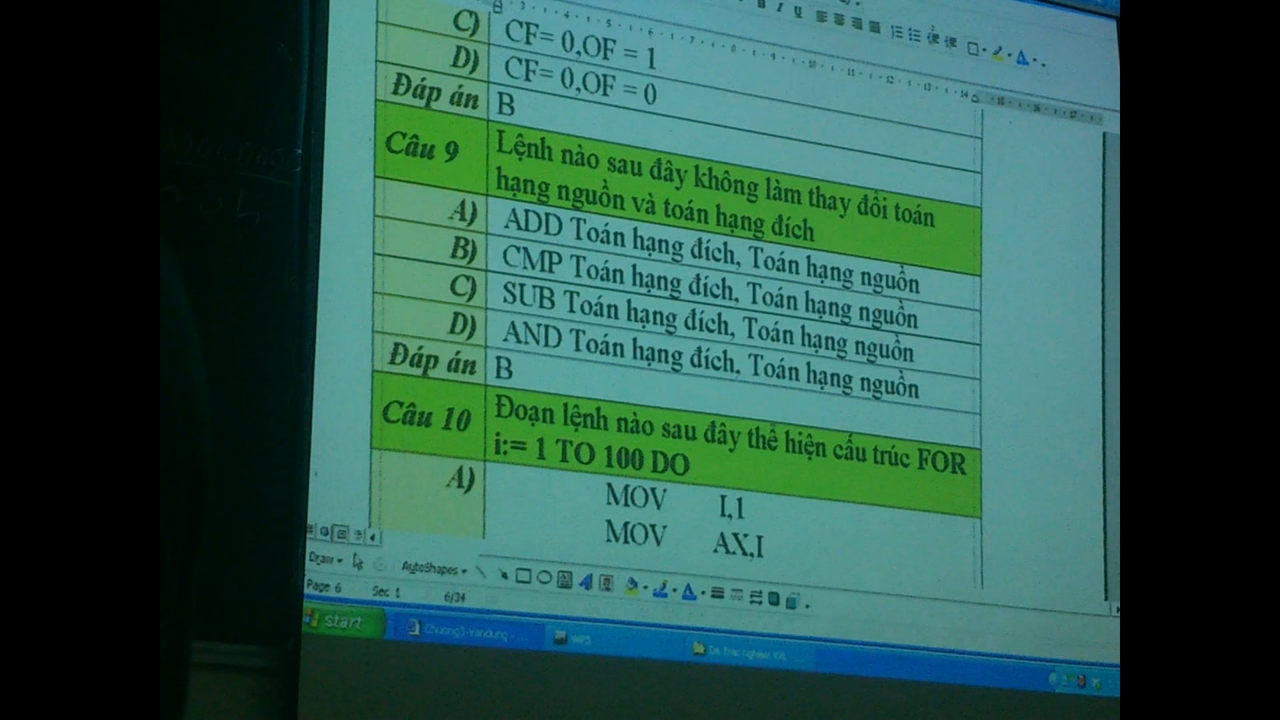 C) CF= 0,OF = 1
D) CF= 0,OF = 0
Đáp án B
Câu 9 Lệnh nào sau đây không làm thay đổi toán
hạng nguồn và toán hạng đích
A) ADD Toán hạng đích, Toán hạng nguồn
B) CMP Toán hạng đích, Toán hạng nguồn
C) SUB Toán hạng đích, Toán hạng nguồn
D) AND Toán hạng đích, Toán hạng nguồn
Đáp án B
Câu 10 Đoạn lệnh nào sau đây thể hiện cấu trúc FOR
i:= 1 TO 100 DO
A) MOV I,1
MOV AX,I
Draw AutoShapes
Page 6 Sec 1 6/34
start